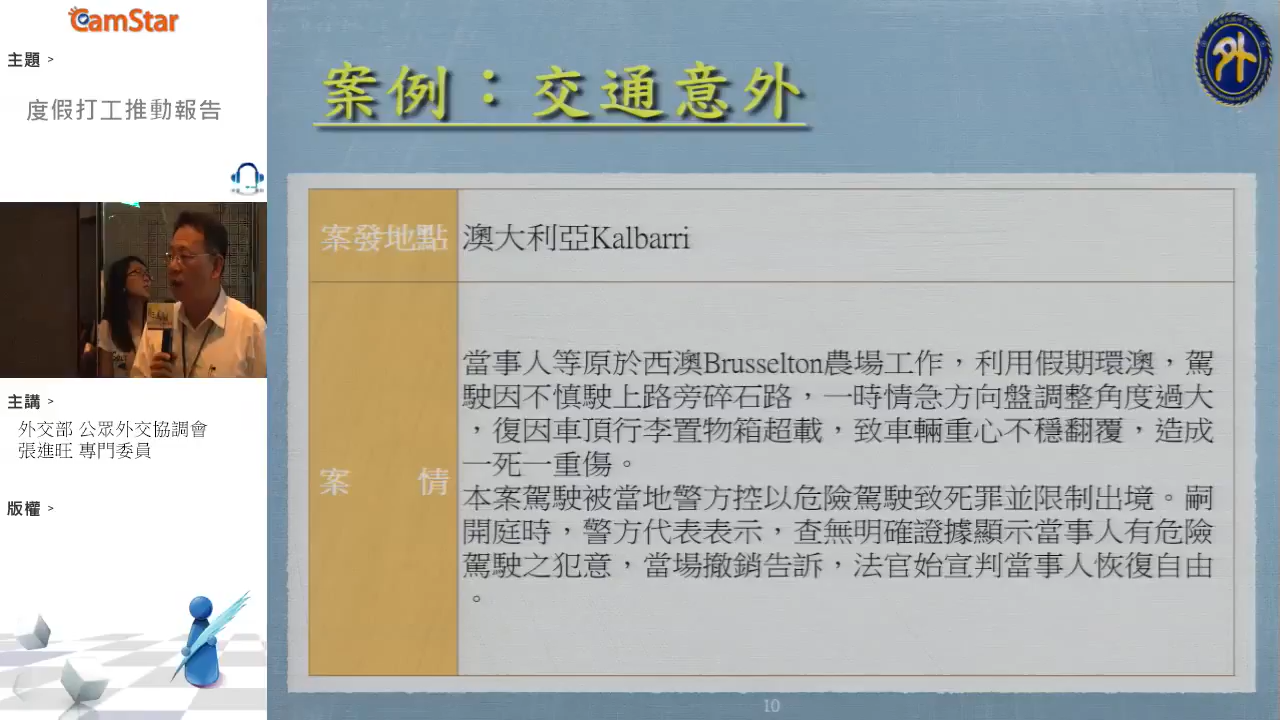 CamStar
主題 >
度假打工推動報告
主講 >
外交部 公眾外交協調會
張進旺 專門委員
版權 >
案例：交通意外
外
案發地點
澳大利亞Kalbarri
案情
當事人等原於西澳Brusselton農場工作，利用假期環澳，駕
駛因不慎駛上路旁碎石路，一時情急方向盤調整角度過大
，復因車頂行李置物箱超載，致車輛重心不穩翻覆，造成
一死一重傷。
本案駕駛被當地警方控以危險駕駛致死罪並限制出境。嗣
開庭時，警方代表表示，查無明確證據顯示當事人有危險
駕駛之犯意，當場撤銷告訴，法官始宣判當事人恢復自由
。
10